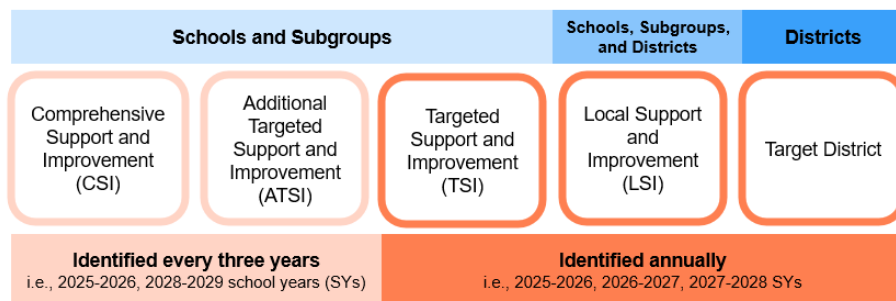 Schools and Subgroups
Schools, Subgroups,
and Districts
Districts
Comprehensive
Support and
Improvement
(CSI)
Additional
Targeted
Support and
Improvement
(ATSI)
Targeted
Support and
Improvement
(TSI)
Local Support
and
Improvement
(LSI)
Target District
Identified every three years
i.e., 2025-2026, 2028-2029 school years (SYs)
Identified annually
i.e., 2025-2026, 2026-2027, 2027-2028 SYs